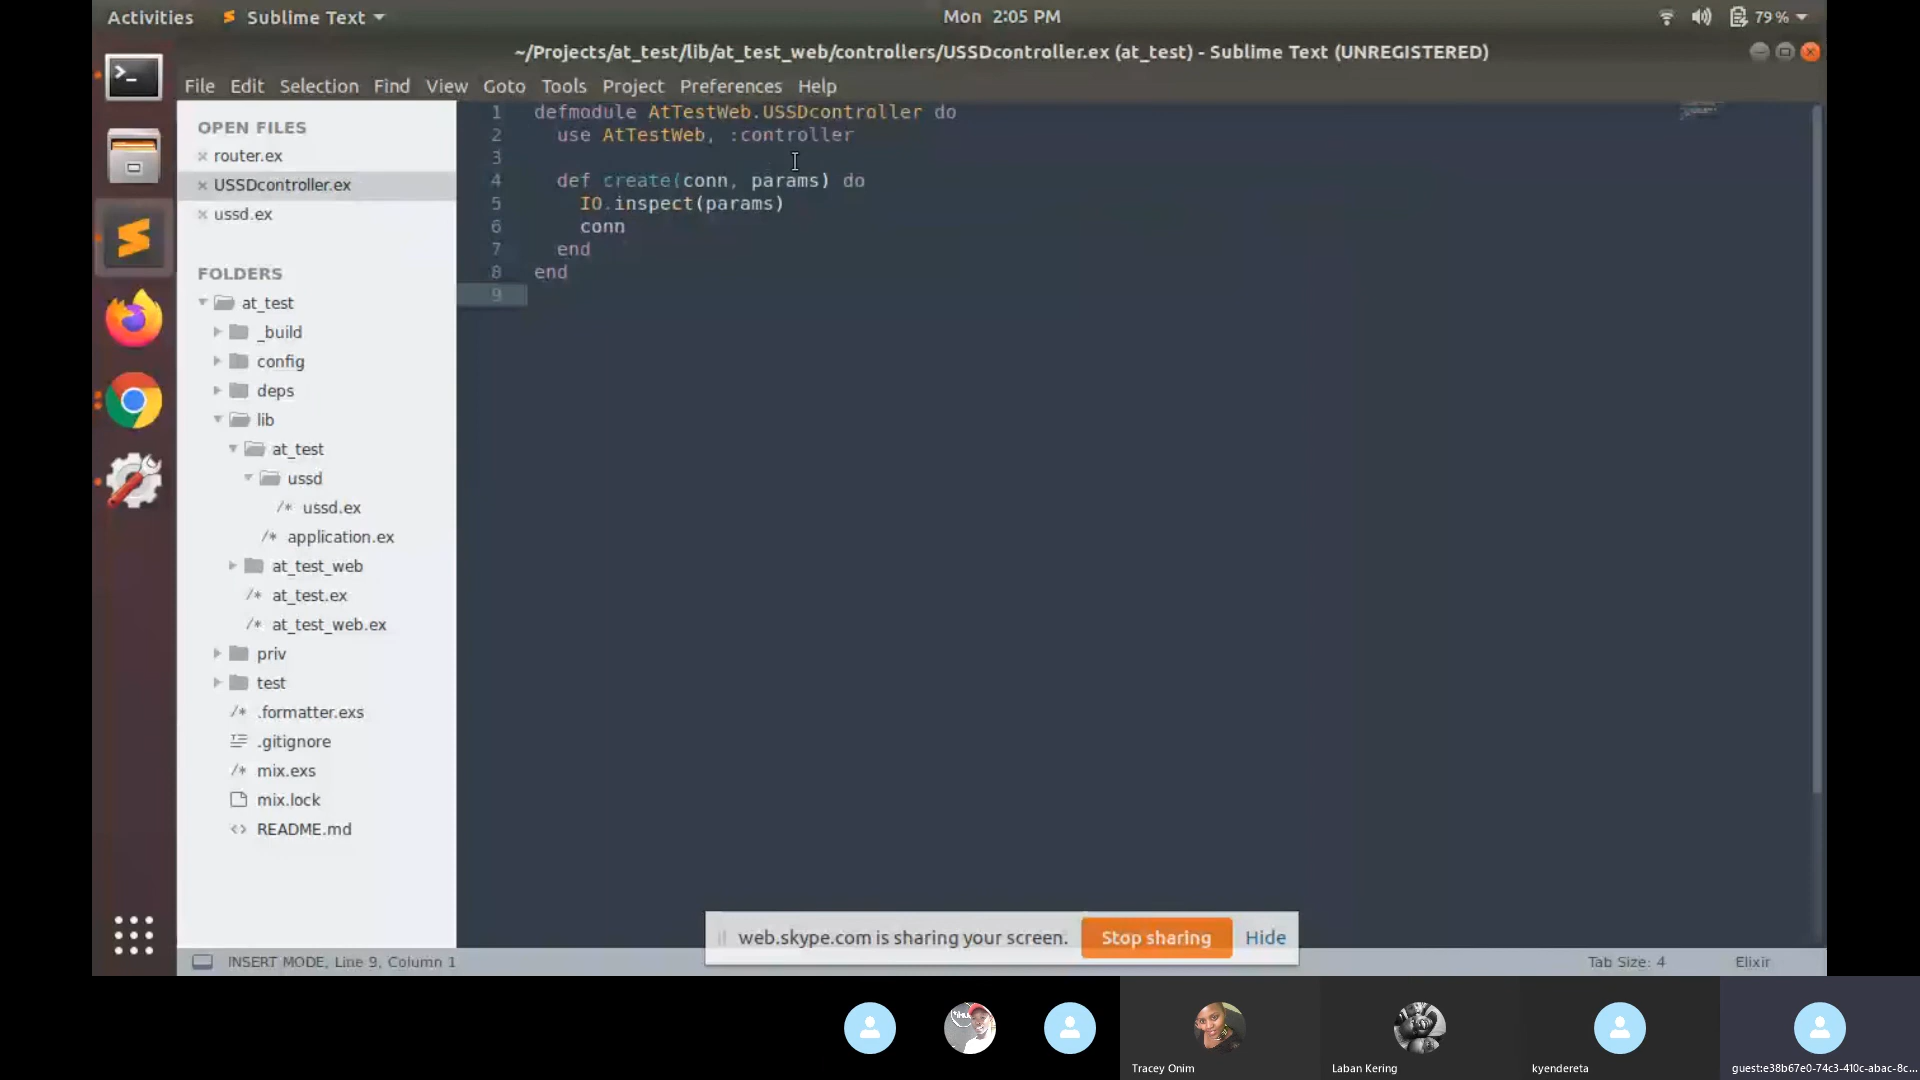 Activities
Sublime Text
Mon 2:05 PM
79 %
~/Projects/at_test/lib/at_test_web/controllers/USSDcontroller.ex (at_test) - Sublime Text (UNREGISTERED)
File Edit Selection Find View Goto Tools Project Preferences Help
OPEN FILES
router.ex
USSDcontroller.ex
ussd.ex
FOLDERS
at_test
_build
config
deps
lib
at_test
ussd
/* ussd.ex
/* application.ex
at_test_web
/* at_test.ex
/* at_test_web.ex
priv
test
/* .formatter.exs
.gitignore
/* mix.exs
mix.lock
<> README.md
1 defmodule AtTestWeb.USSDcontroller do
2 use AtTestWeb, :controller
3
4 def create(conn, params) do
5 IO.inspect(params)
6 conn
7 end
8 end
9
web.skype.com is sharing your screen.
Stop sharing
Hide
INSERT MODE, Line 9, Column 1
Tab Size: 4
Elixir
Tracey Onim
Laban Kering
kyendereta
guest:e38b67e0-74c3-410c-abac-8c...